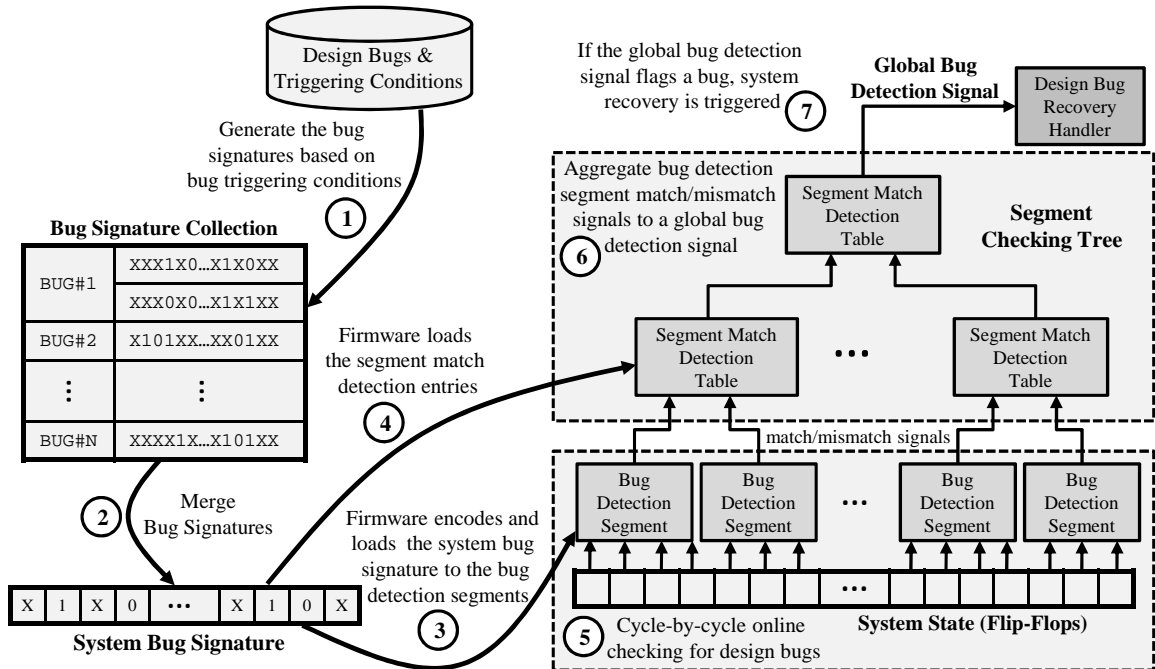 Design Bugs &
Triggering Conditions
Generate the bug
signatures based on
bug triggering conditions
1
Bug Signature Collection
BUG#1
XXX1X0…X1X0XX
XXX0X0…X1X1XX
BUG#2
X101XX…XX01XX
⋮
⋮
BUG#N
XXXX1X…X101XX
2
Merge
Bug Signatures
X 1 X 0 ••• X 1 0 X
System Bug Signature
Firmware encodes and
loads the system bug
signature to the bug
detection segments
3
Firmware loads
the segment match
detection entries
4
If the global bug detection
signal flags a bug, system
recovery is triggered
7
Global Bug
Detection Signal
Design Bug
Recovery
Handler
Aggregate bug detection
segment match/mismatch
signals to a global bug
detection signal
6
Segment Match
Detection
Table
Segment
Checking Tree
Segment Match
Detection
Table
•••
Segment Match
Detection
Table
match/mismatch signals
Bug
Detection
Segment
Bug
Detection
Segment
•••
Bug
Detection
Segment
Bug
Detection
Segment
•••
System State (Flip-Flops)
5
Cycle-by-cycle online
checking for design bugs